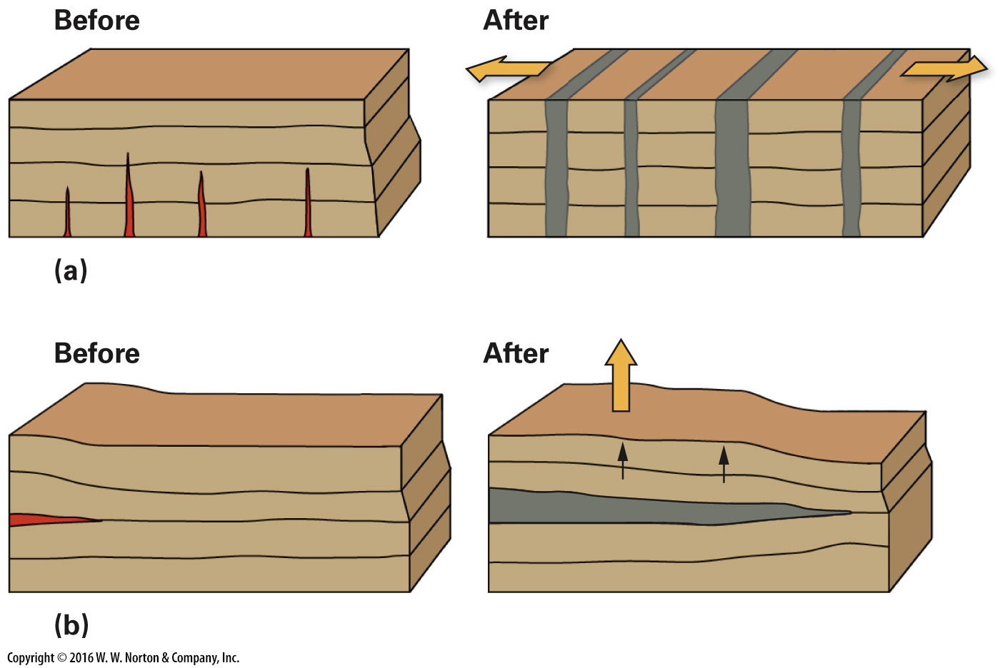 Before
After
(a)
Before
After
(b)
Copyright © 2016 W. W. Norton & Company, Inc.